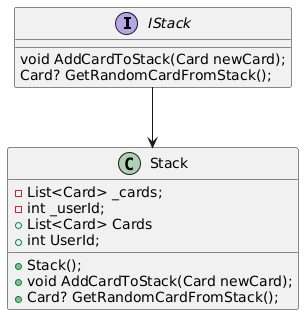 I IStack
void AddCardToStack(Card newCard);
Card? GetRandomCardFromStack();
C Stack
List<Card> _cards;
int _userId;
List<Card> Cards
int UserId;
Stack();
void AddCardToStack(Card newCard);
Card? GetRandomCardFromStack();